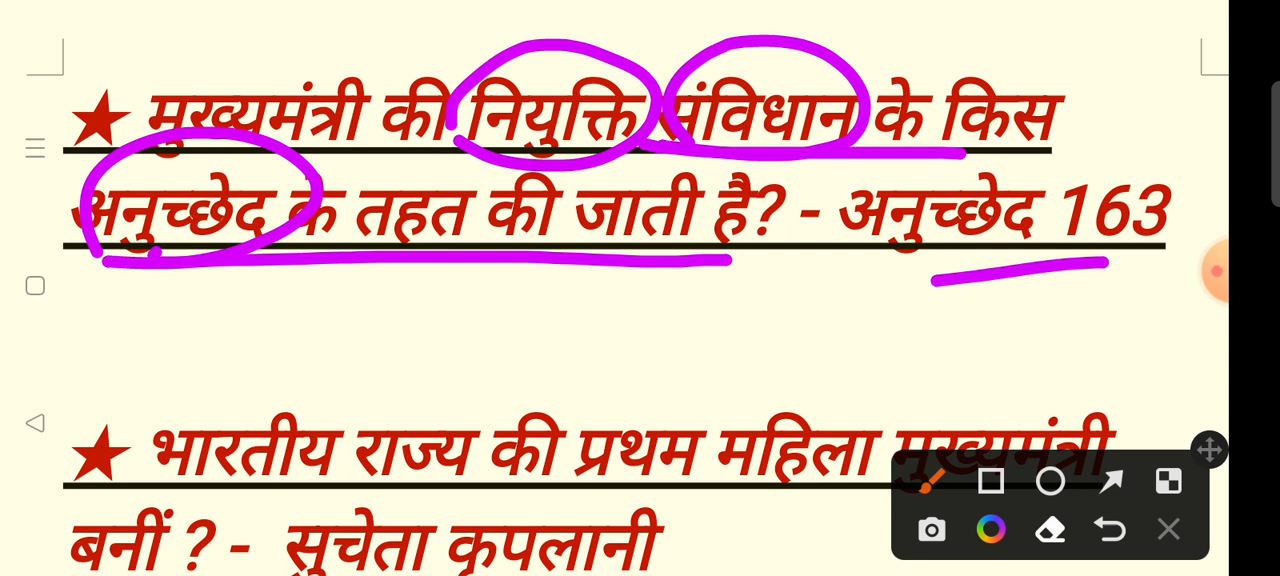 ★ मुख्यमंत्री की नियुक्ति संविधान के किस
अनुच्छेद के तहत की जाती है? - अनुच्छेद 163
★ भारतीय राज्य की प्रथम महिला मुख्यमंत्री
बनीं ? - सुचेता कृपलानी